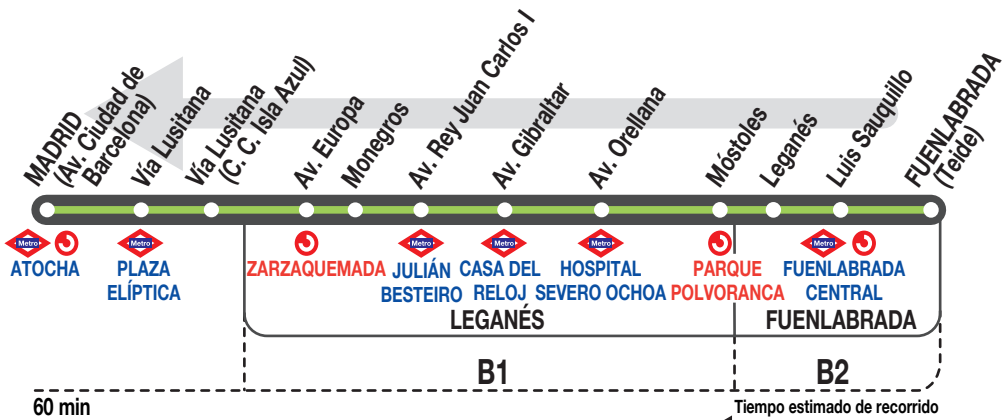 MADRID
(Av. Ciudad de
Barcelona)
Vía Lusitana
Vía Lusitana
(C. C. Isla Azul)
Av. Europa
Monegros
Av. Rey Juan Carlos I
Av. Gibraltar
Av. Orellana
Móstoles
Leganés
Luis Sauquillo
FUENLABRADA
(Teide)
Metro
ATOCHA
Metro
PLAZA
ELÍPTICA
ZARZAQUEMADA
Metro
JULIÁN
BESTEIRO
Metro
CASA DEL
RELOJ
Metro
HOSPITAL
SEVERO OCHOA
PARQUE
POLVORANCA
Metro
FUENLABRADA
CENTRAL
LEGANÉS
FUENLABRADA
B1
B2
60 min
Tiempo estimado de recorrido